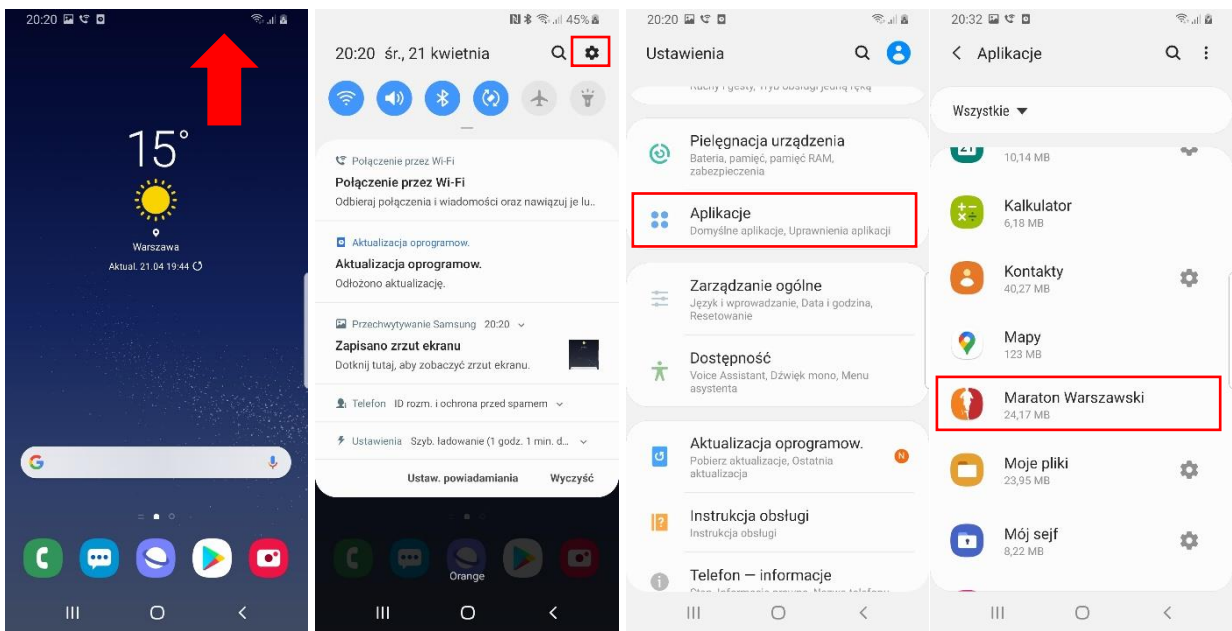 20:20
15°
Warszawa
Aktual. 21.04 19:44
G
45%
20:20 śr., 21 kwietnia
Połączenie przez Wi-Fi
Połączenie przez Wi-Fi
Odbieraj połączenia i wiadomości oraz nawiązuj je lu..
Aktualizacja oprogramow.
Aktualizacja oprogramow.
Odłożono aktualizację.
Przechwytywanie Samsung 20:20
Zapisano zrzut ekranu
Dotknij tutaj, aby zobaczyć zrzut ekranu.
Telefon ID rozm. i ochrona przed spamem
Ustawienia Szyb. ładowanie (1 godz. 1 min. d…
Ustaw. powiadamiania Wyczyść
Orange
20:20
Ustawienia
Ruchy i gesty, Tryb obsługi jedną ręką
Pielęgnacja urządzenia
Bateria, pamięć, pamięć RAM,
zabezpieczenia
Aplikacje
Domyślne aplikacje, Uprawnienia aplikacji
Zarządzanie ogólne
Język i wprowadzanie, Data i godzina,
Resetowanie
Dostępność
Voice Assistant, Dźwięk mono, Menu
asystenta
Aktualizacja oprogramow.
Pobierz aktualizacje, Ostatnia
aktualizacja
N
Instrukcja obsługi
Instrukcja obsługi
Telefon — informacje
20:32
Aplikacje
Wszystkie
21
10,14 MB
Kalkulator
6,18 MB
Kontakty
40,27 MB
Mapy
123 MB
Maraton Warszawski
24,17 MB
Moje pliki
23,95 MB
Mój sejf
8,22 MB